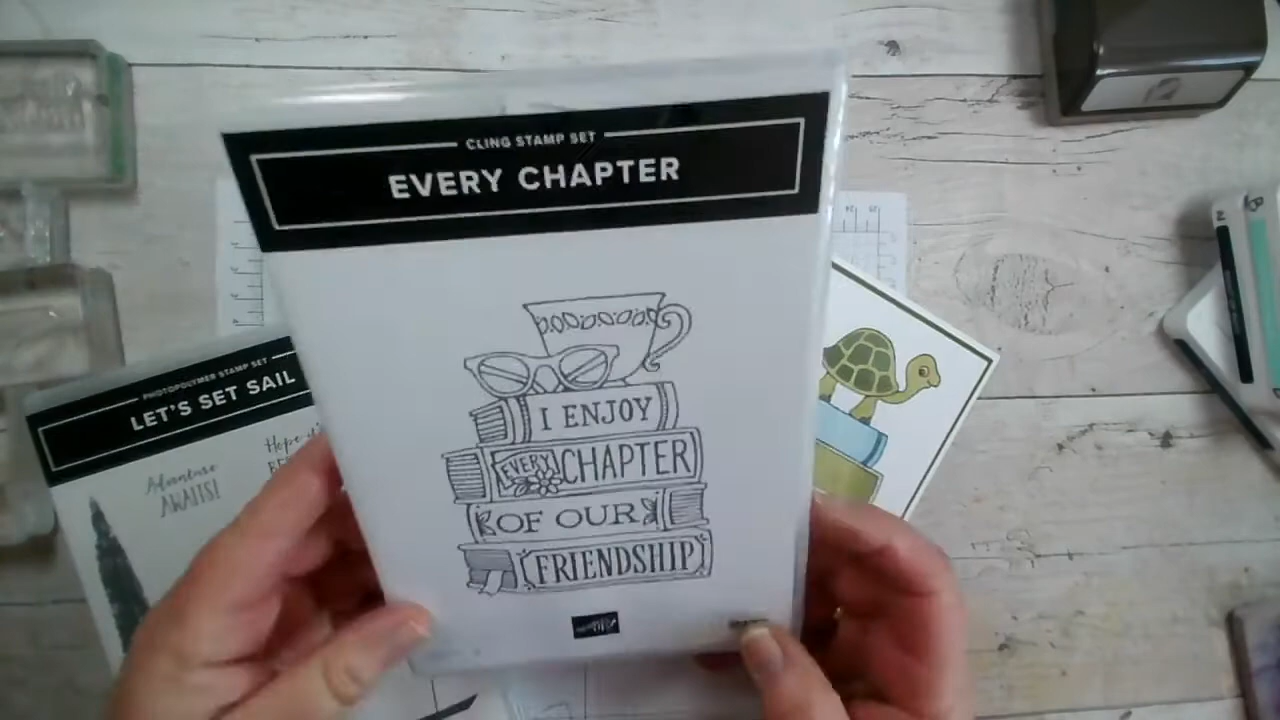 CLING STAMP SET
EVERY CHAPTER
I ENJOY
EVERY CHAPTER
OF OUR
FRIENDSHIP
PHOTOPOLYMER STAMP SET
LET'S SET SAIL
Adventure
AWAITS!
Hope